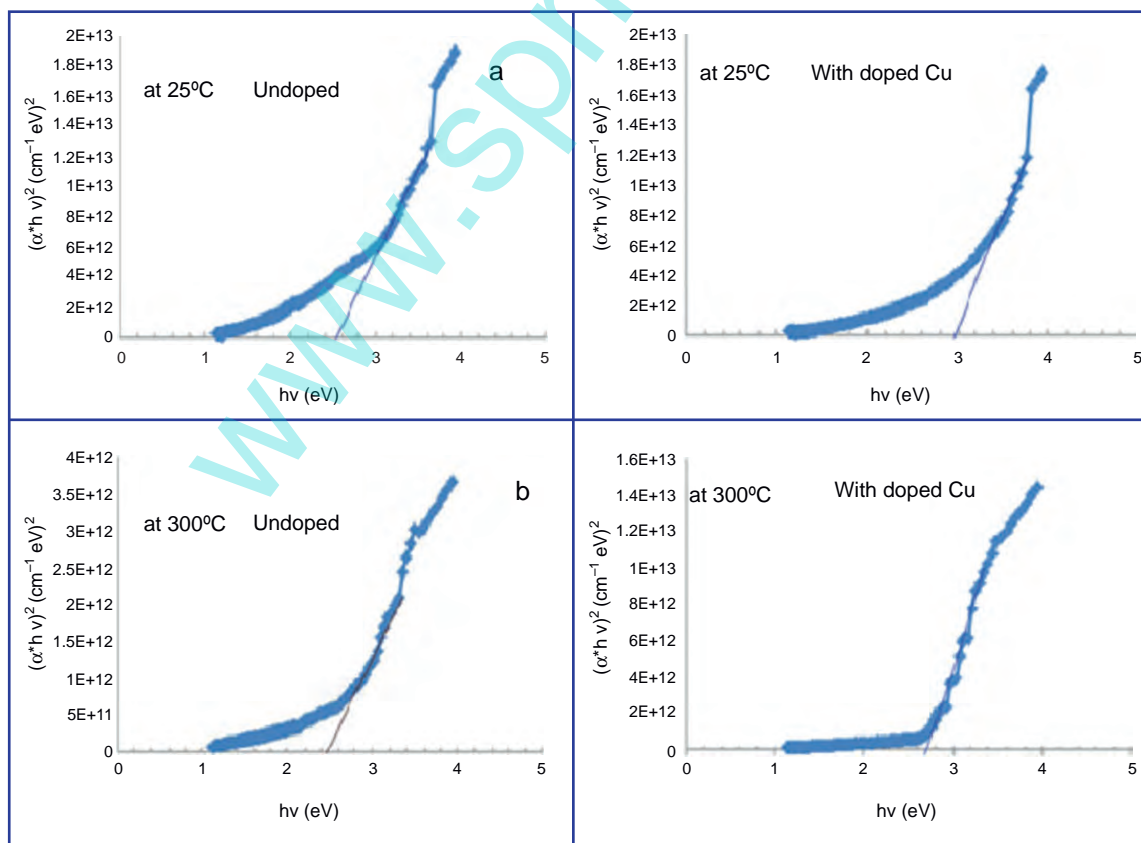 www.spr
2E+13
1.8E+13
1.6E+13
1.4E+13
1.2E+13
1E+13
8E+12
6E+12
4E+12
2E+12
0
at 25ºC Undoped
a
(α*h ν)² (cm⁻¹ eV)²
0 1 2 3 4 5
hv (eV)
2E+13
1.8E+13
1.6E+13
1.4E+13
1.2E+13
1E+13
8E+12
6E+12
4E+12
2E+12
0
at 25ºC With doped Cu
(α*h ν)² (cm⁻¹ eV)²
0 1 2 3 4 5
hv (eV)
4E+12
3.5E+12
3E+12
2.5E+12
2E+12
1.5E+12
1E+12
5E+11
0
b
at 300ºC Undoped
(α*h ν)² (cm⁻¹ eV)²
0 1 2 3 4 5
hv (eV)
1.6E+13
1.4E+13
1.2E+13
1E+13
8E+12
6E+12
4E+12
2E+12
0
at 300ºC With doped Cu
(α*h ν)² (cm⁻¹ eV)²
0 1 2 3 4 5
hv (eV)